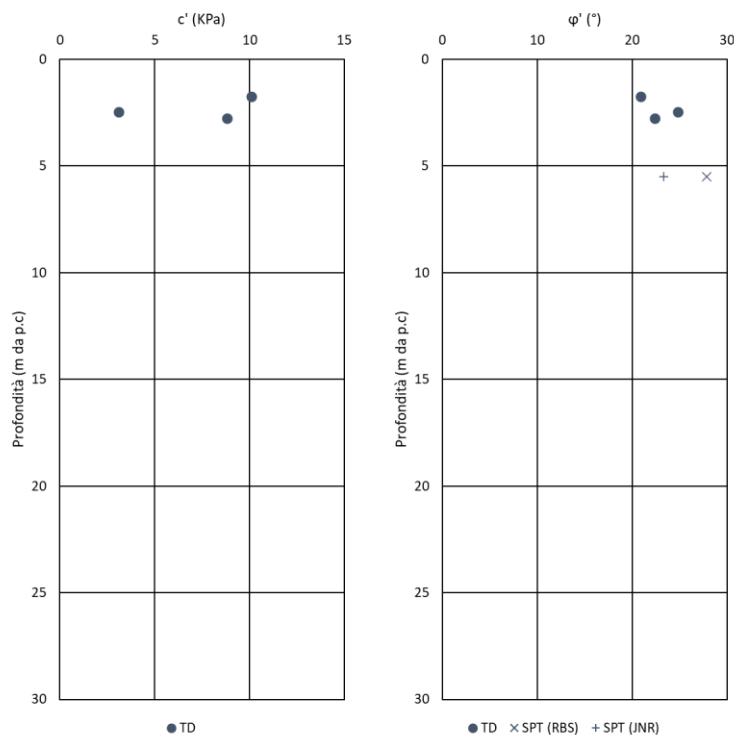 c' (KPa)
0 5 10 15
0
5
10
15
20
25
30
Profondità (m da p.c)
TD
φ' (°)
0 10 20 30
0
5
10
15
20
25
30
Profondità (m da p.c)
TD SPT (RBS) SPT (JNR)